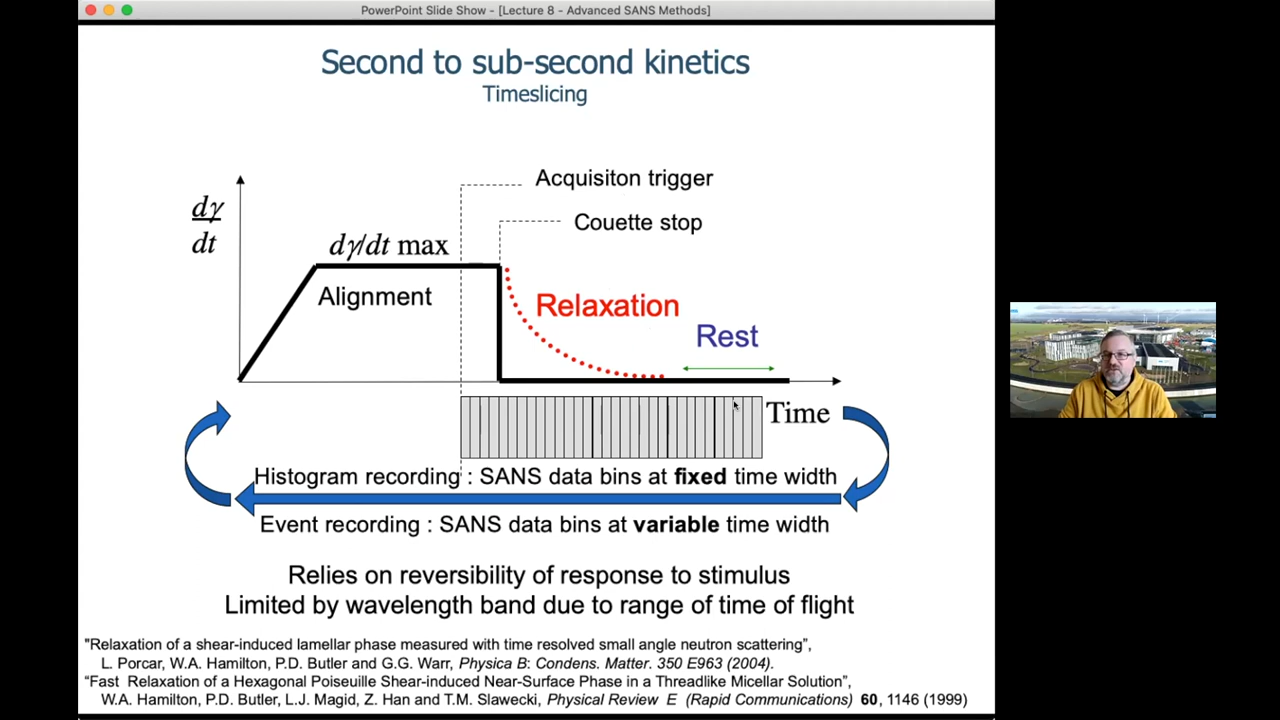 PowerPoint Slide Show - [Lecture 8 - Advanced SANS Methods]
Second to sub-second kinetics
Timeslicing
Acquisiton trigger
Couette stop
dγ
dt
dγ/dt max
Alignment
Relaxation
Rest
Time
Histogram recording : SANS data bins at fixed time width
Event recording : SANS data bins at variable time width
Relies on reversibility of response to stimulus
Limited by wavelength band due to range of time of flight
"Relaxation of a shear-induced lamellar phase measured with time resolved small angle neutron scattering”,
L. Porcar, W.A. Hamilton, P.D. Butler and G.G. Warr, Physica B: Condens. Matter. 350 E963 (2004).
“Fast Relaxation of a Hexagonal Poiseuille Shear-induced Near-Surface Phase in a Threadlike Micellar Solution”,
W.A. Hamilton, P.D. Butler, L.J. Magid, Z. Han and T.M. Slawecki, Physical Review E (Rapid Communications) 60, 1146 (1999)